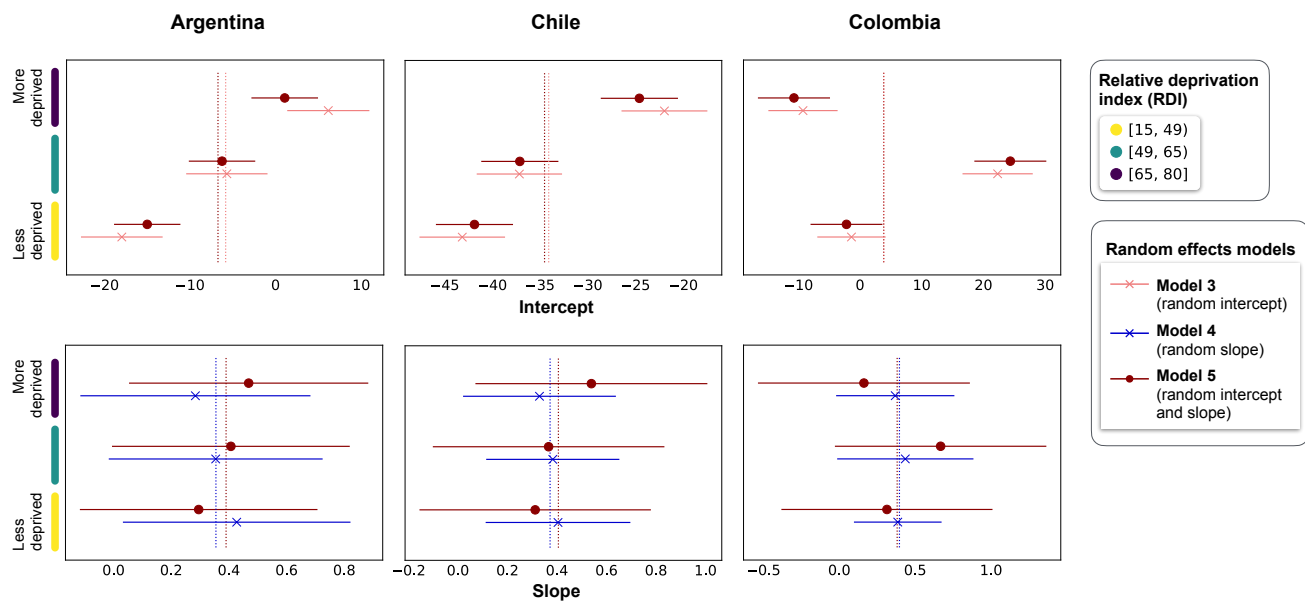 Argentina
Chile
Colombia
More
deprived
Less
deprived
−20
−10
0
10
−45
−40
−35
−30
−25
−20
−10
0
10
20
30
Intercept
More
deprived
Less
deprived
0.0
0.2
0.4
0.6
0.8
−0.2
0.0
0.2
0.4
0.6
0.8
1.0
−0.5
0.0
0.5
1.0
Slope
Relative deprivation
index (RDI)
[15, 49)
[49, 65)
[65, 80]
Random effects models
Model 3
(random intercept)
Model 4
(random slope)
Model 5
(random intercept
and slope)